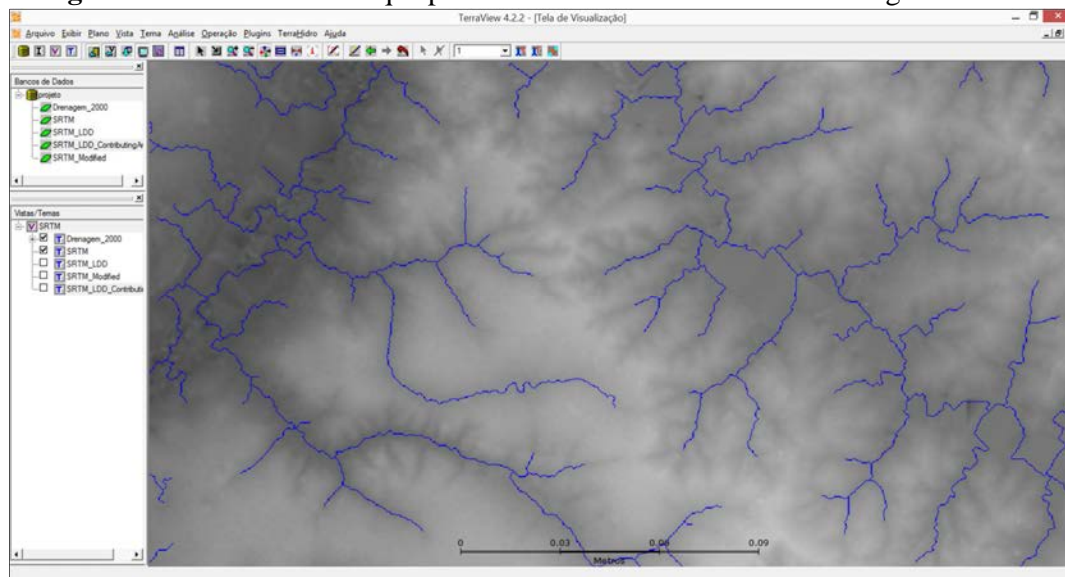 TerraView 4.2.2 - [Tela de Visualização]
Arquivo Exibir Plano Vista Tema Análise Operação Plugins TerraHidro Ajuda
1
Bancos de Dados
projeto
Drenagem_2000
SRTM
SRTM_LDD
SRTM_LDD_ContributingAr
SRTM_Modified
Vistas/Temas
SRTM
Drenagem_2000
SRTM
SRTM_LDD
SRTM_Modified
SRTM_LDD_Contributi
0 0.03 0.06 0.09
Metros